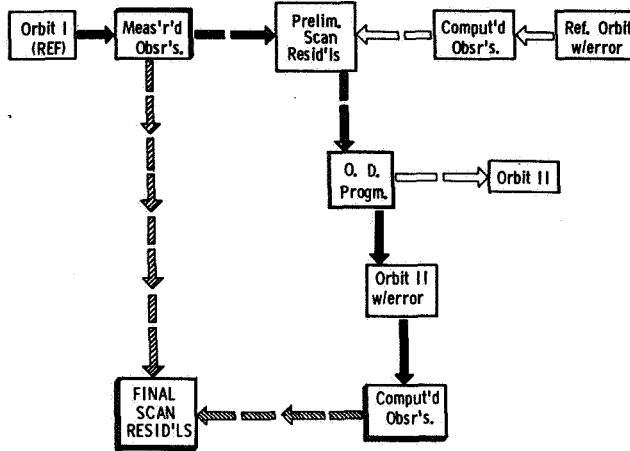 Orbit I
(REF)
Meas'r'd
Obsr's.
Prelim.
Scan
Resid'ls
Comput'd
Obsr's.
Ref. Orbit
w/error
O. D.
Progm.
Orbit II
Orbit II
w/error
Comput'd
Obsr's.
FINAL
SCAN
RESID'LS